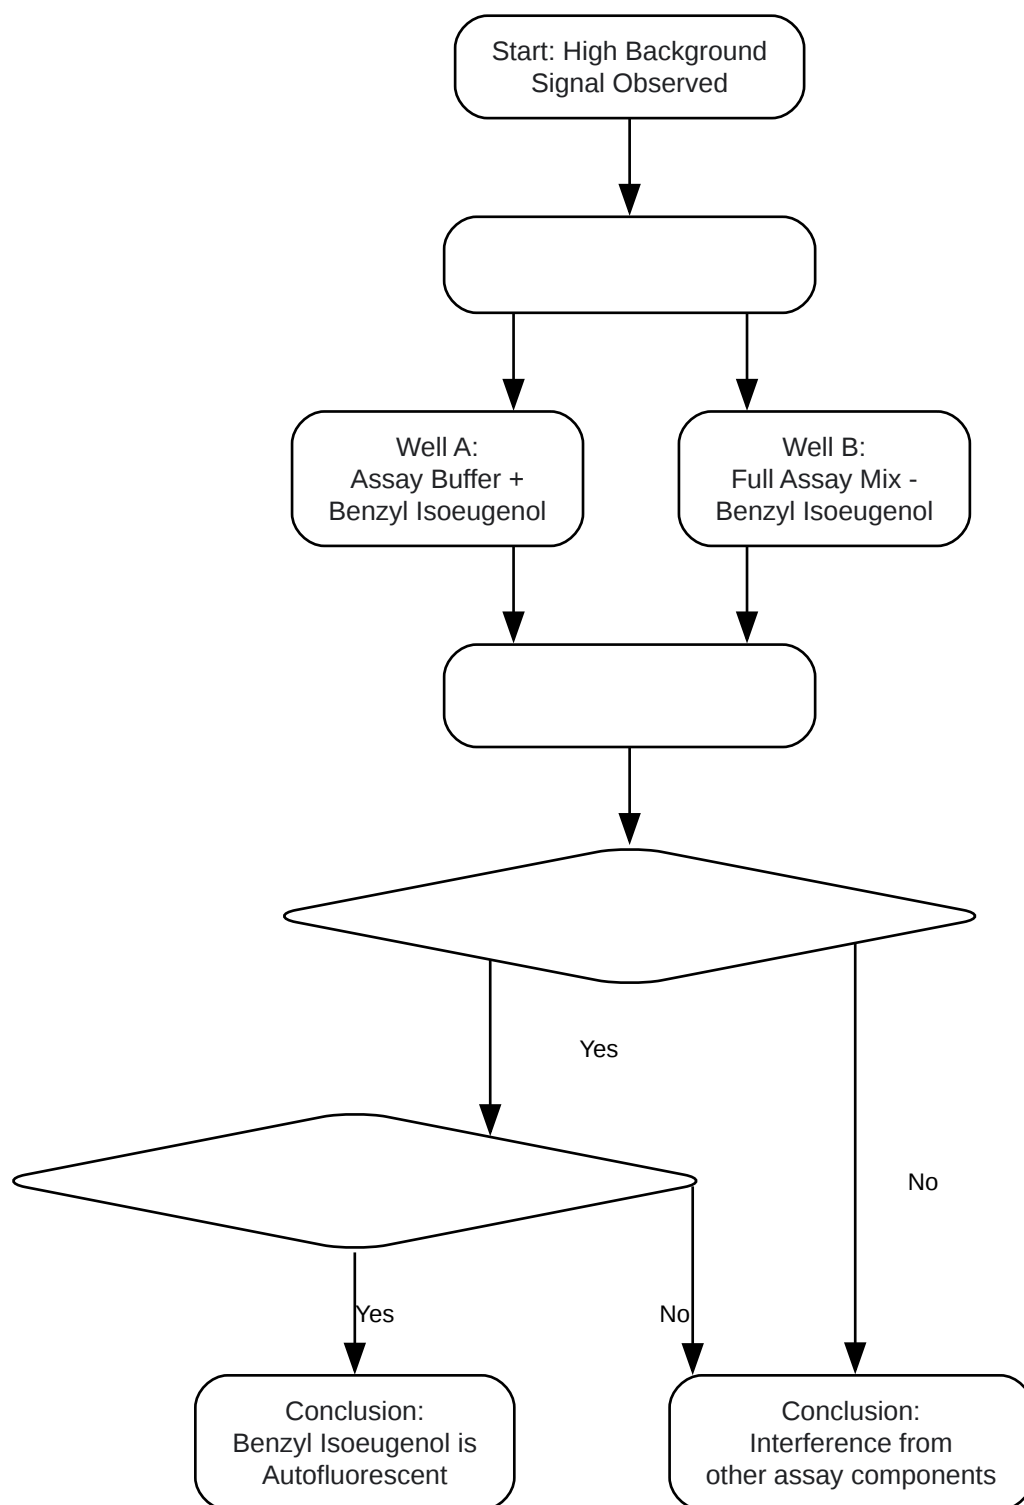 Start: High Background
Signal Observed
Well A:
Assay Buffer +
Benzyl Isoeugenol
Well B:
Full Assay Mix -
Benzyl Isoeugenol
Yes
No
Yes
No
Conclusion:
Benzyl Isoeugenol is
Autofluorescent
Conclusion:
Interference from
other assay components